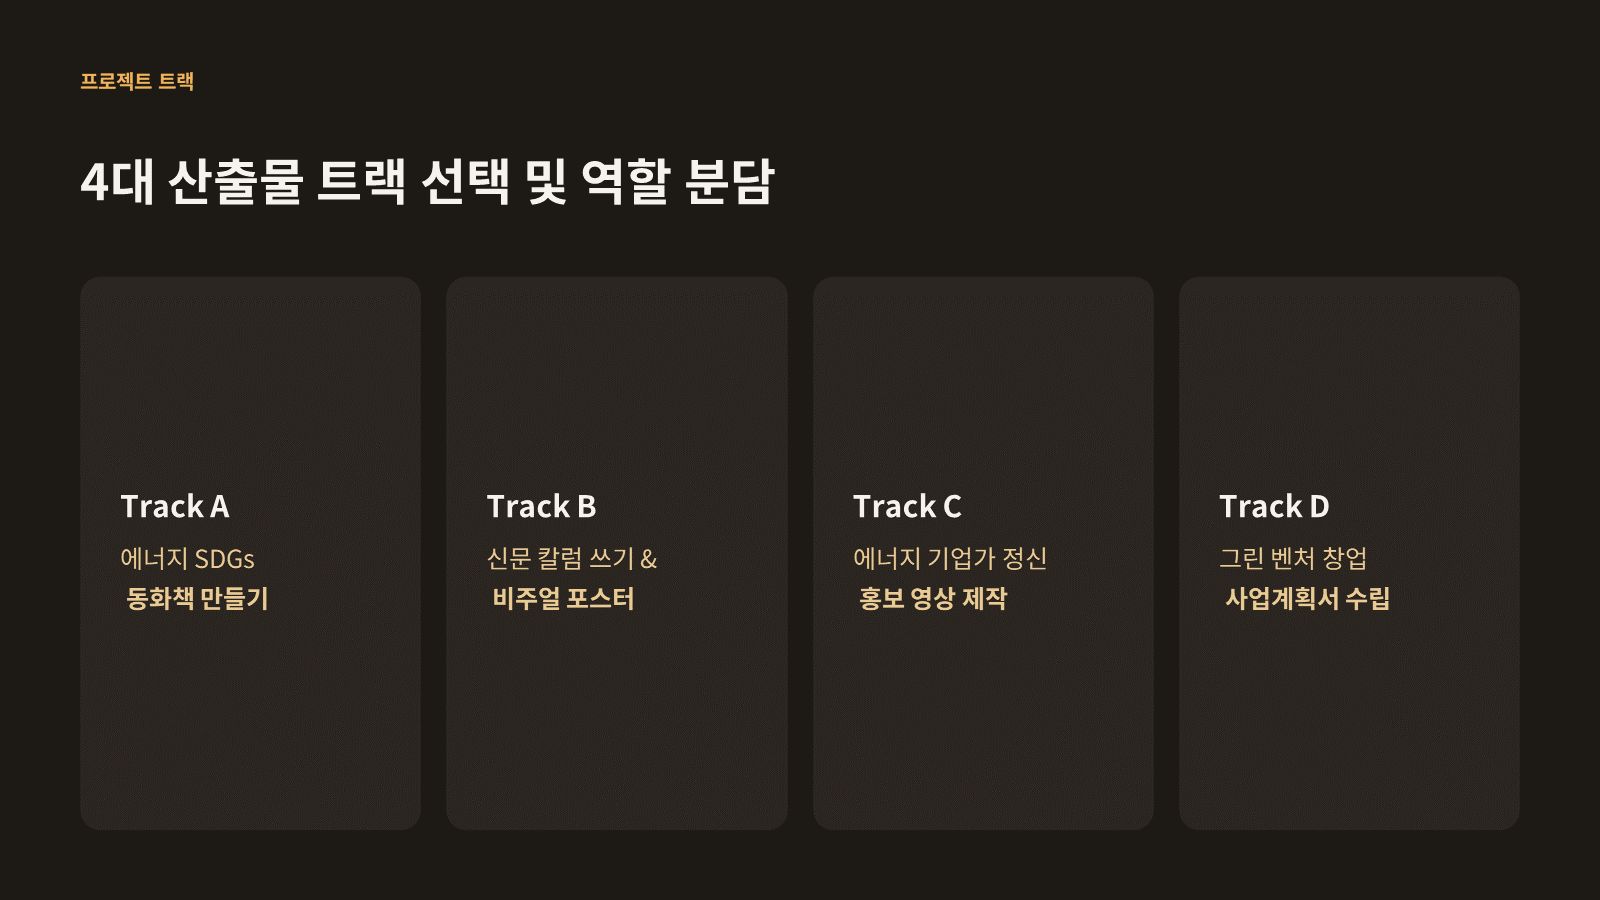 프로젝트 트랙
4대 산출물 트랙 선택 및 역할 분담
Track A
에너지 SDGs
동화책 만들기
Track B
신문 칼럼 쓰기 &
비주얼 포스터
Track C
에너지 기업가 정신
홍보 영상 제작
Track D
그린 벤처 창업
사업계획서 수립